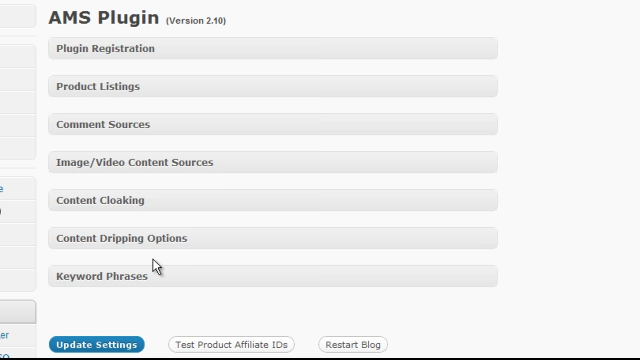 AMS Plugin (Version 2.10)
Plugin Registration
Product Listings
Comment Sources
Image/Video Content Sources
Content Cloaking
Content Dripping Options
Keyword Phrases
Update Settings Test Product Affiliate IDs Restart Blog